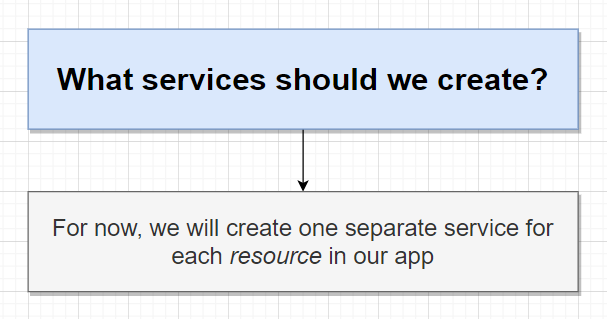 What services should we create?
For now, we will create one separate service for
each resource in our app